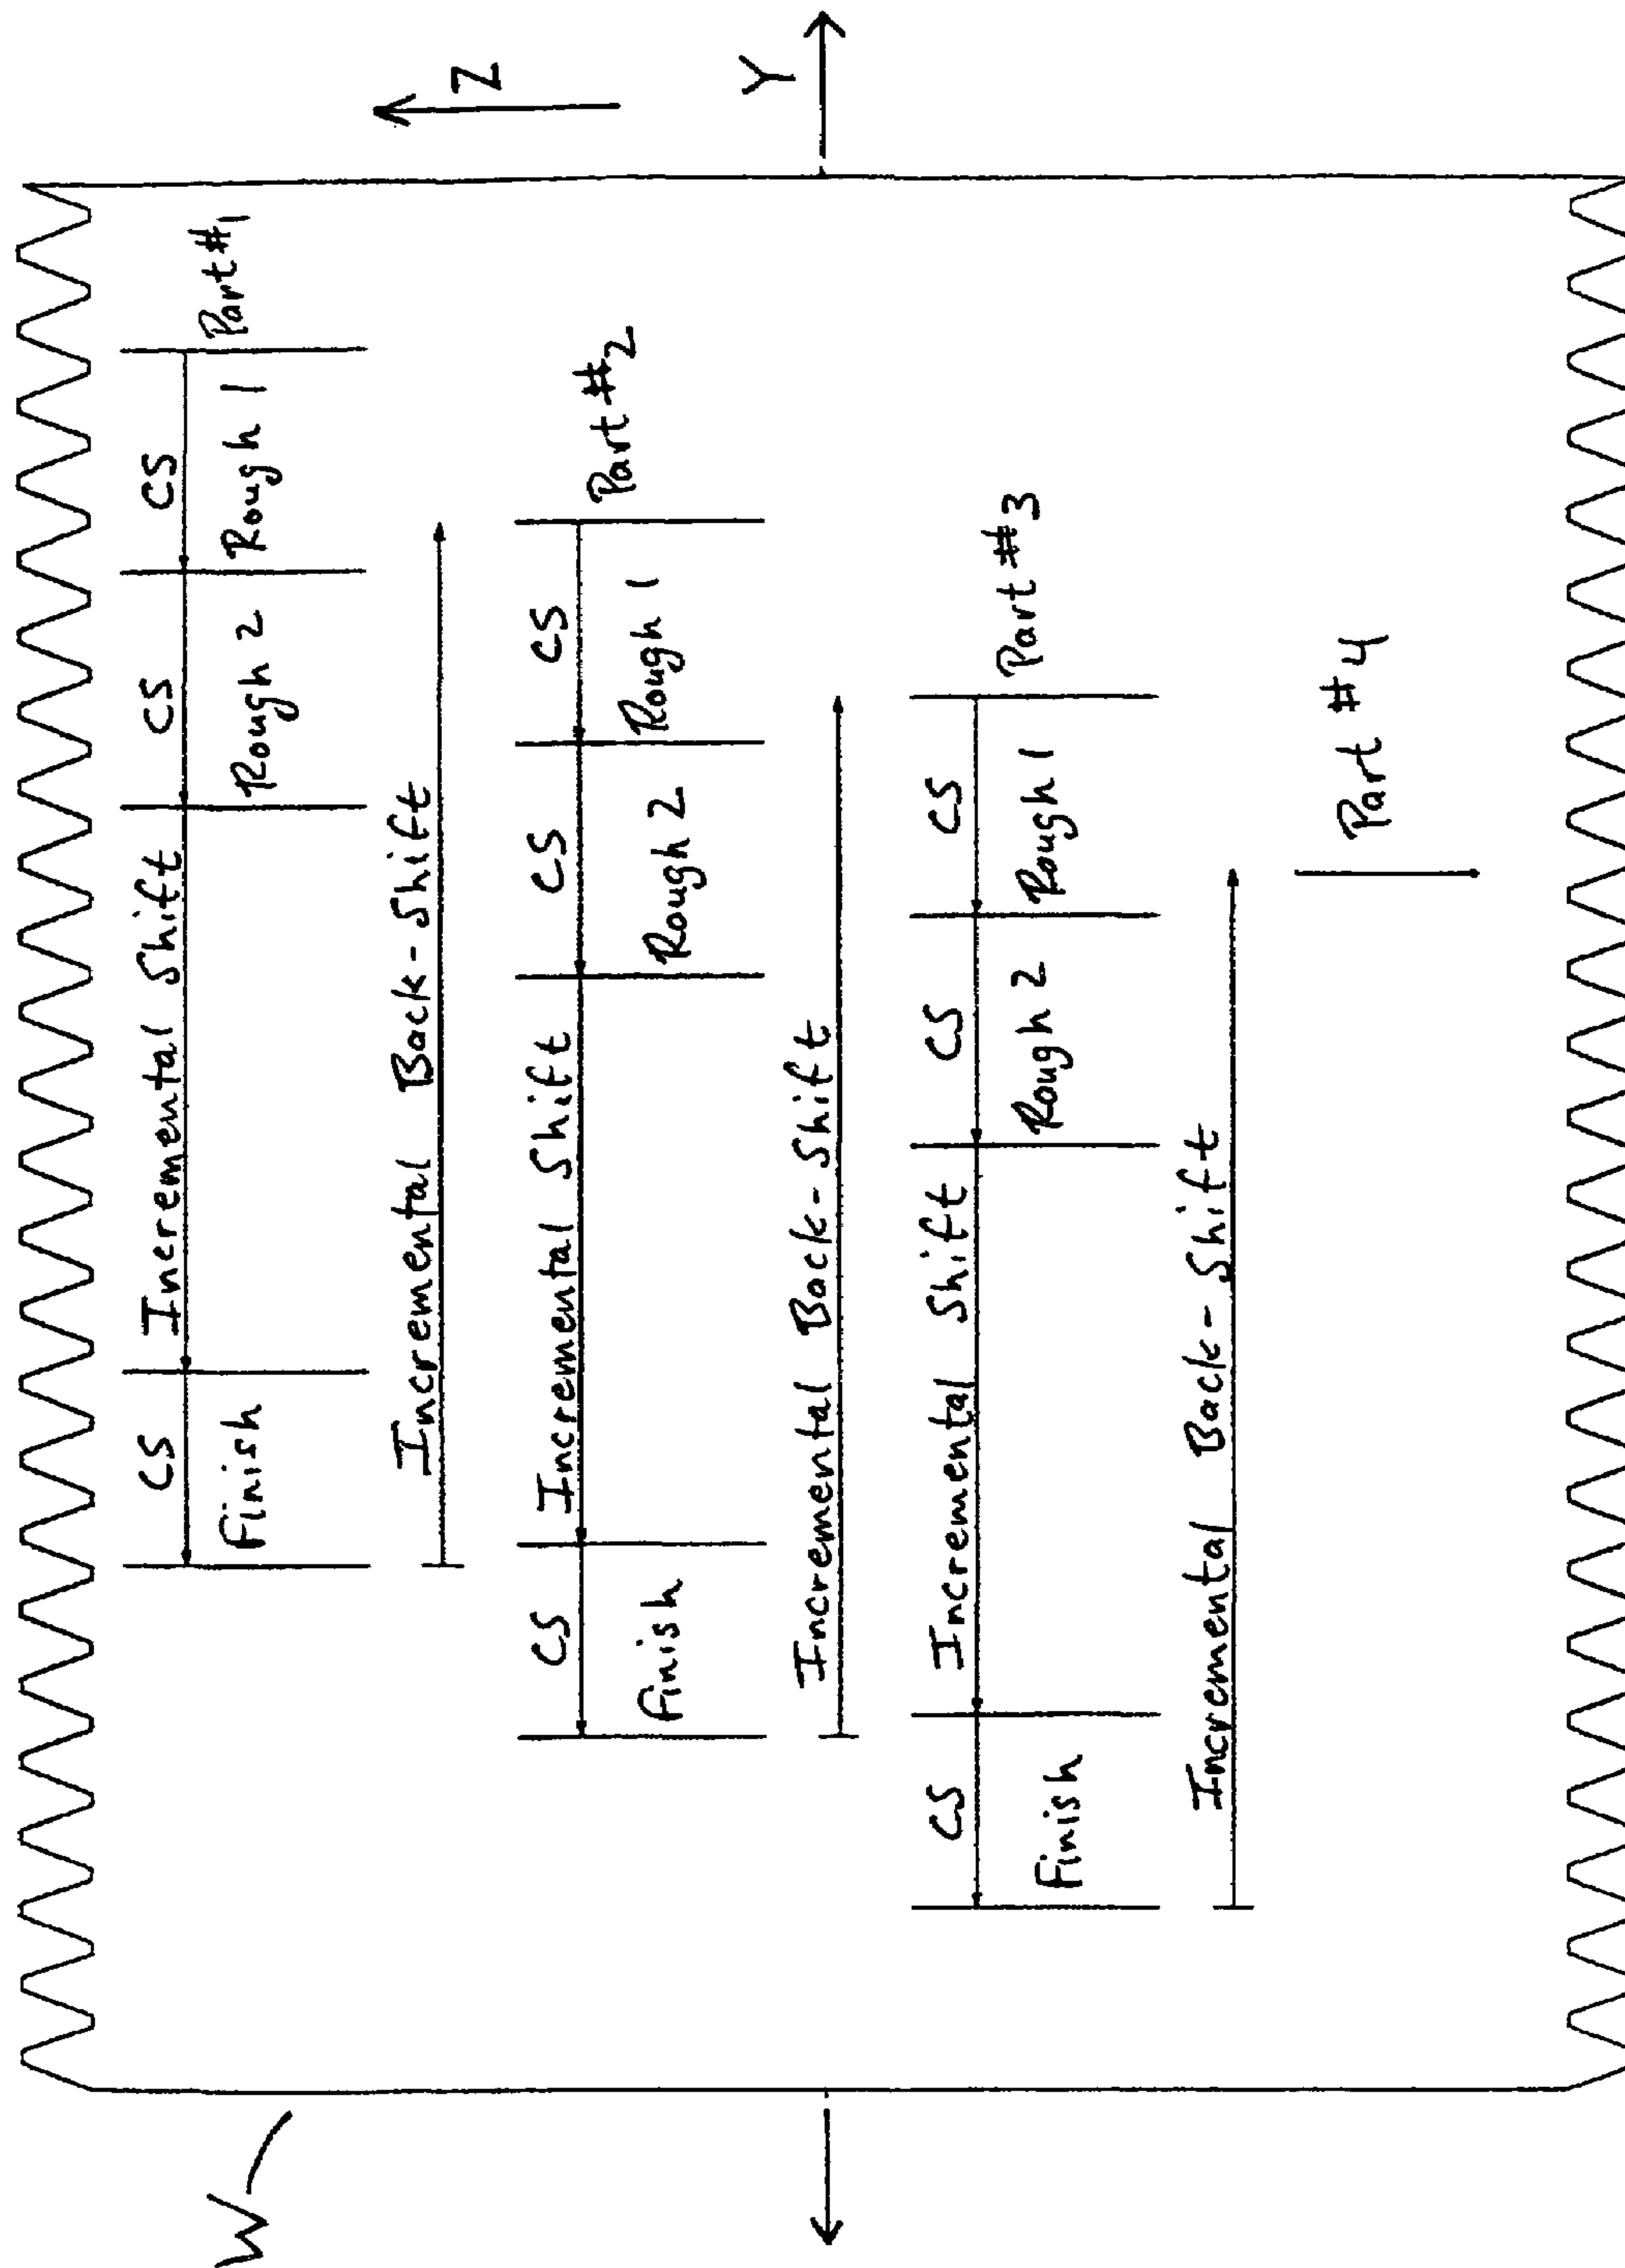 CS Incremental Shift CS CS
W Finish Rough 2 Rough 1 Part #1
Incremental Back-Shift
Z
CS Incremental Shift CS CS
Finish Rough 2 Rough 1 Part #2
Y
Incremental Back-Shift
CS Incremental Shift CS CS
Finish Rough 2 Rough 1 Part #3
Incremental Back-Shift
Part #4